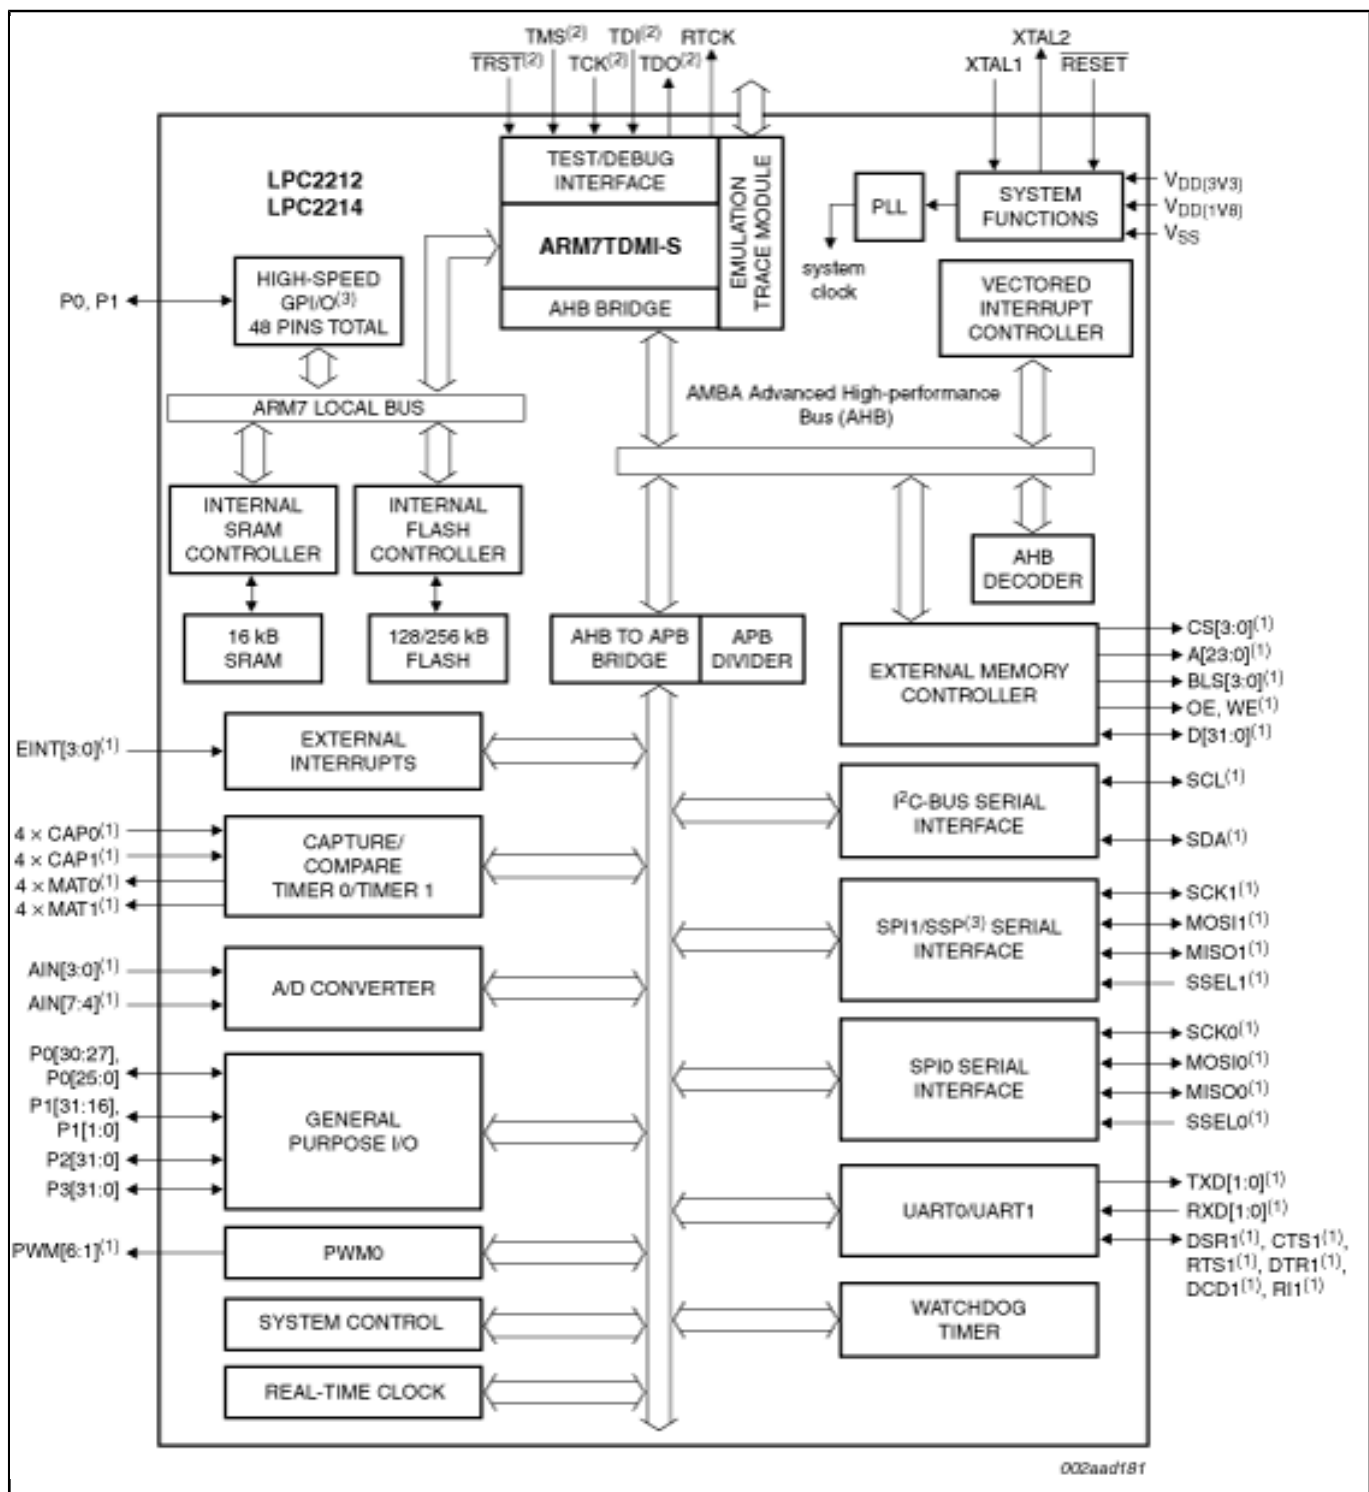 TMS(2) TDI(2) RTCK
TRST(2) TCK(2) TDO(2)
XTAL2
XTAL1 RESET
LPC2212
LPC2214
TEST/DEBUG
INTERFACE
ARM7TDMI-S
AHB BRIDGE
EMULATION
TRACE MODULE
PLL
system
clock
SYSTEM
FUNCTIONS
VDD(3V3)
VDD(1V8)
VSS
P0, P1
HIGH-SPEED
GPI/O(3)
48 PINS TOTAL
VECTORED
INTERRUPT
CONTROLLER
ARM7 LOCAL BUS
AMBA Advanced High-performance
Bus (AHB)
INTERNAL
SRAM
CONTROLLER
INTERNAL
FLASH
CONTROLLER
AHB
DECODER
16 kB
SRAM
128/256 kB
FLASH
AHB TO APB
BRIDGE
APB
DIVIDER
EXTERNAL MEMORY
CONTROLLER
CS[3:0](1)
A[23:0](1)
BLS[3:0](1)
OE, WE(1)
D[31:0](1)
EINT[3:0](1)
EXTERNAL
INTERRUPTS
I2C-BUS SERIAL
INTERFACE
SCL(1)
SDA(1)
4 × CAP0(1)
4 × CAP1(1)
4 × MAT0(1)
4 × MAT1(1)
CAPTURE/
COMPARE
TIMER 0/TIMER 1
SPI1/SSP(3) SERIAL
INTERFACE
SCK1(1)
MOSI1(1)
MISO1(1)
SSEL1(1)
AIN[3:0](1)
AIN[7:4](1)
A/D CONVERTER
SPI0 SERIAL
INTERFACE
SCK0(1)
MOSI0(1)
MISO0(1)
SSEL0(1)
P0[30:27],
P0[25:0]
P1[31:16],
P1[1:0]
P2[31:0]
P3[31:0]
GENERAL
PURPOSE I/O
UART0/UART1
TXD[1:0](1)
RXD[1:0](1)
DSR1(1), CTS1(1),
RTS1(1), DTR1(1),
DCD1(1), RI1(1)
PWM[6:1](1)
PWM0
SYSTEM CONTROL
WATCHDOG
TIMER
REAL-TIME CLOCK
002aad181